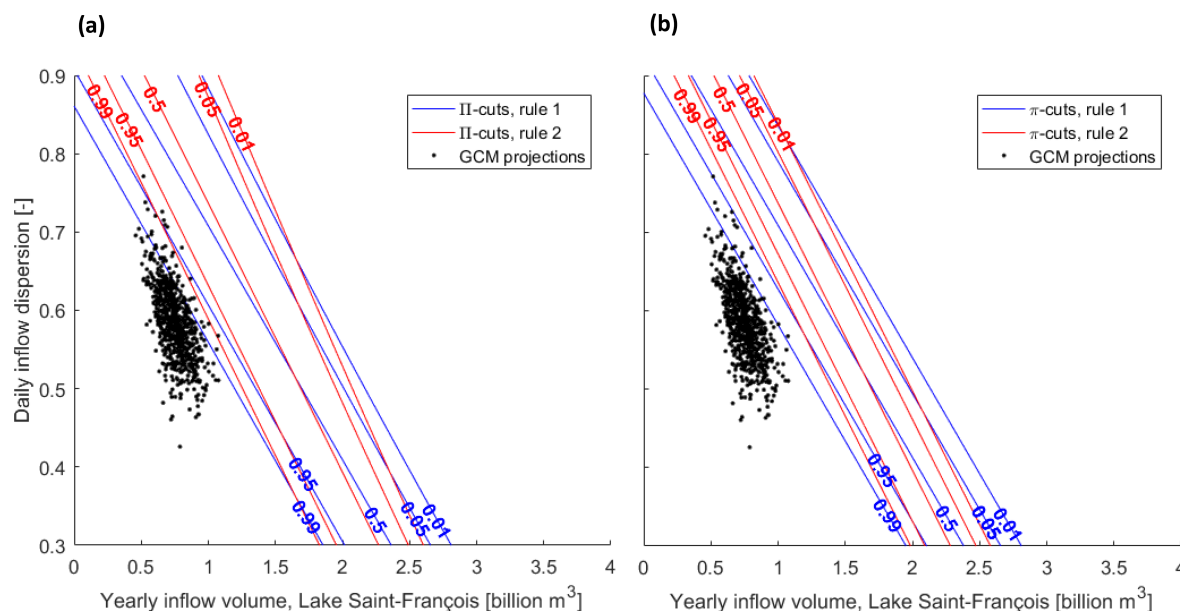 (a)
(b)
0.9
0.8
0.7
0.6
0.5
0.4
0.3
Daily inflow dispersion [-]
0.99
0.95
0.5
0.05
0.01
Π-cuts, rule 1
Π-cuts, rule 2
GCM projections
0.95
0.99
0.5
0.05
0.01
0 0.5 1 1.5 2 2.5 3 3.5 4
Yearly inflow volume, Lake Saint-François [billion m³]
0.99
0.95
0.5
0.05
0.01
π-cuts, rule 1
π-cuts, rule 2
GCM projections
0.95
0.99
0.5
0.05
0.01
0 0.5 1 1.5 2 2.5 3 3.5 4
Yearly inflow volume, Lake Saint-François [billion m³]